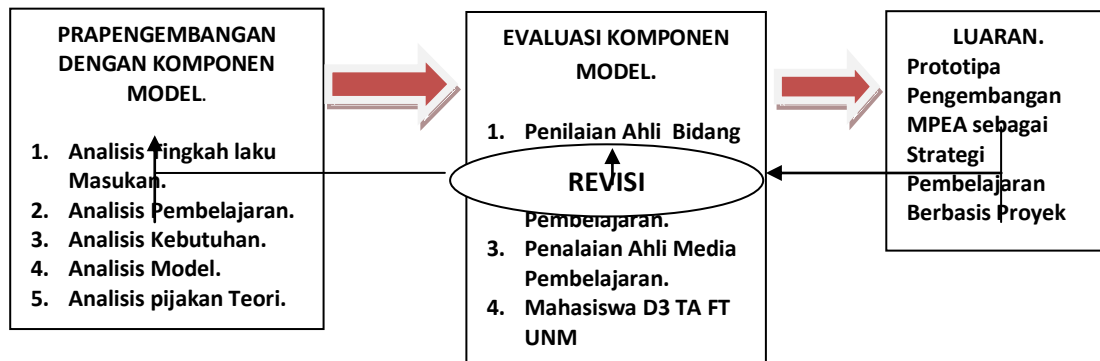 PRAPENGEMBANGAN
DENGAN KOMPONEN
MODEL.
1. Analisis Tingkah laku
Masukan.
2. Analisis Pembelajaran.
3. Analisis Kebutuhan.
4. Analisis Model.
5. Analisis pijakan Teori.
EVALUASI KOMPONEN
MODEL.
1. Penilaian Ahli Bidang
REVISI
Pembelajaran.
3. Penalaian Ahli Media
Pembelajaran.
4. Mahasiswa D3 TA FT
UNM
LUARAN.
Prototipa
Pengembangan
MPEA sebagai
Strategi
Pembelajaran
Berbasis Proyek